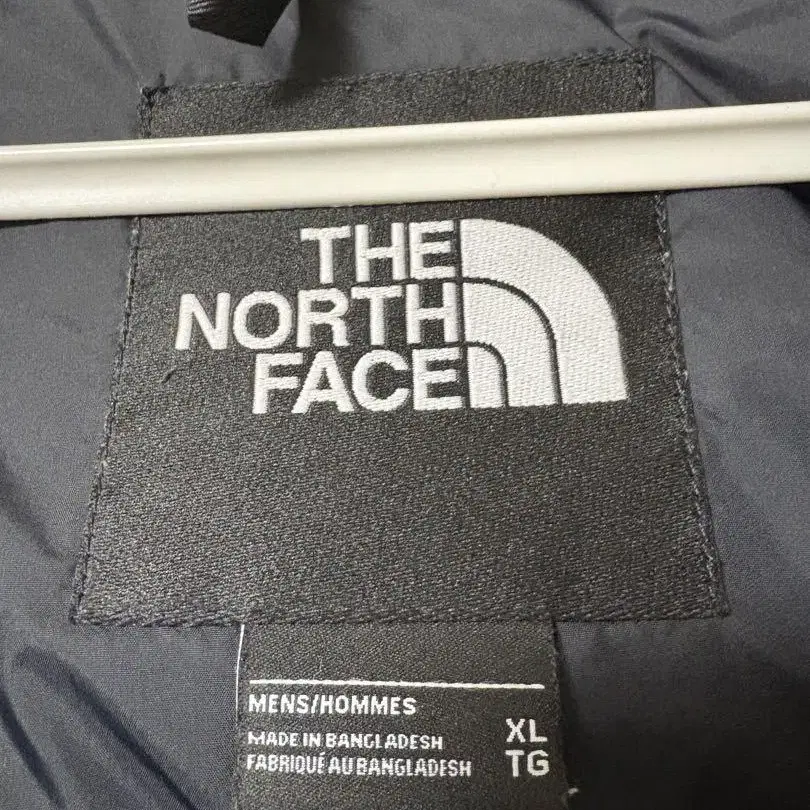 THE
NORTH
FACE
MENS/HOMMES
MADE IN BANGLADESH
FABRIQUÉ AU BANGLADESH
XL
TG